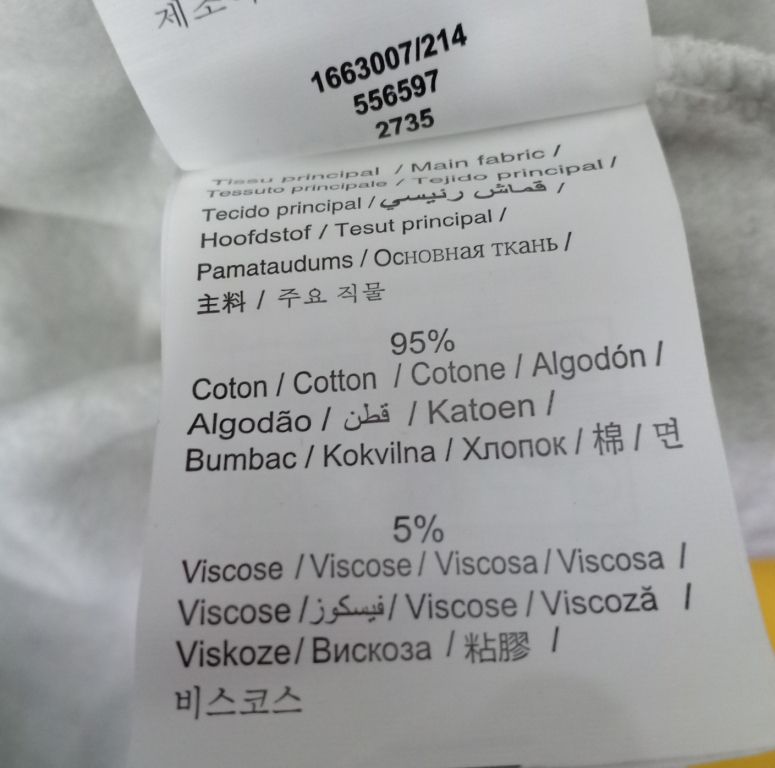 1663007/214
556597
2735
Tissu principal / Main fabric /
Tessuto principale / Tejido principal /
Tecido principal / قماش رئيسي /
Hoofdstof / Tesut principal /
Pamataudums / Основная ткань /
主料 / 주요 직물
95%
Coton / Cotton / Cotone / Algodón /
Algodão / قطن / Katoen /
Bumbac / Kokvilna / Хлопок / 棉 / 면
5%
Viscose / Viscose / Viscosa / Viscosa /
Viscose / فيسكوز / Viscose / Viscoză /
Viskoze / Вискоза / 粘膠 /
비스코스